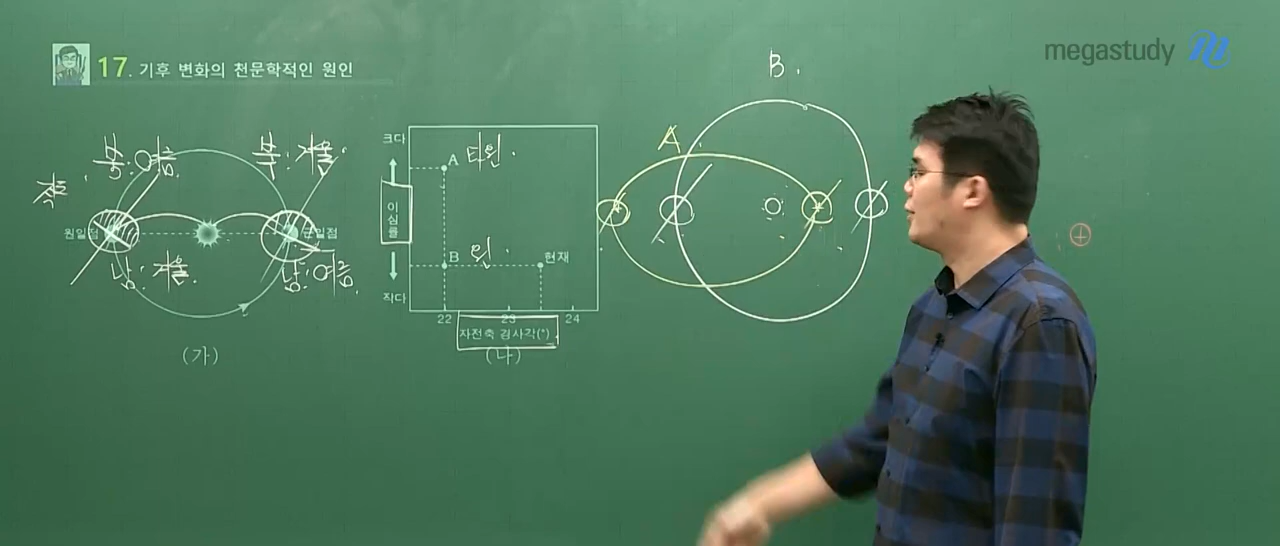 megastudy
17. 기후 변화의 천문학적인 원인
B.
A
북: 여름
북: 겨울
적도
원일점
근일점
남: 겨울
남: 여름
(가)
크다
이심률
작다
A 타원.
B 원.
현재
22 23 24
자전축 경사각(°)
(나)